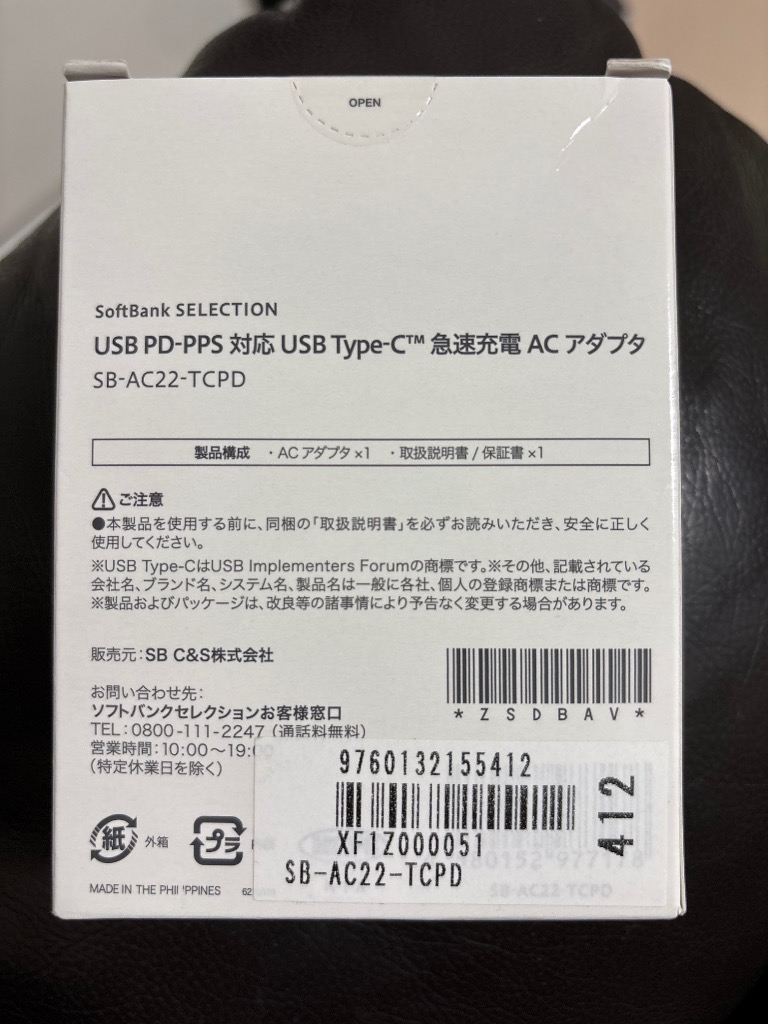 OPEN
SoftBank SELECTION
USB PD-PPS 対応 USB Type-C™ 急速充電 AC アダプタ
SB-AC22-TCPD
製品構成 ・AC アダプタ ×1 ・取扱説明書 / 保証書 ×1
ご注意
●本製品を使用する前に、同梱の「取扱説明書」を必ずお読みいただき、安全に正しく
使用してください。
※USB Type-CはUSB Implementers Forumの商標です。※その他、記載されている
会社名、ブランド名、システム名、製品名は一般に各社、個人の登録商標または商標です。
※製品およびパッケージは、改良等の諸事情により予告なく変更する場合があります。
販売元：SB C&S株式会社
*ZSDBAV*
お問い合わせ先：
ソフトバンクセレクションお客様窓口
TEL：0800-111-2247（通話料無料）
営業時間：10:00～19:
（特定休業日を除く）
9760132155412
XF1Z000051
SB-AC22-TCPD
412
紙 外箱 プラ
977178
SB-AC22-TCPD
MADE IN THE PHILIPPINES